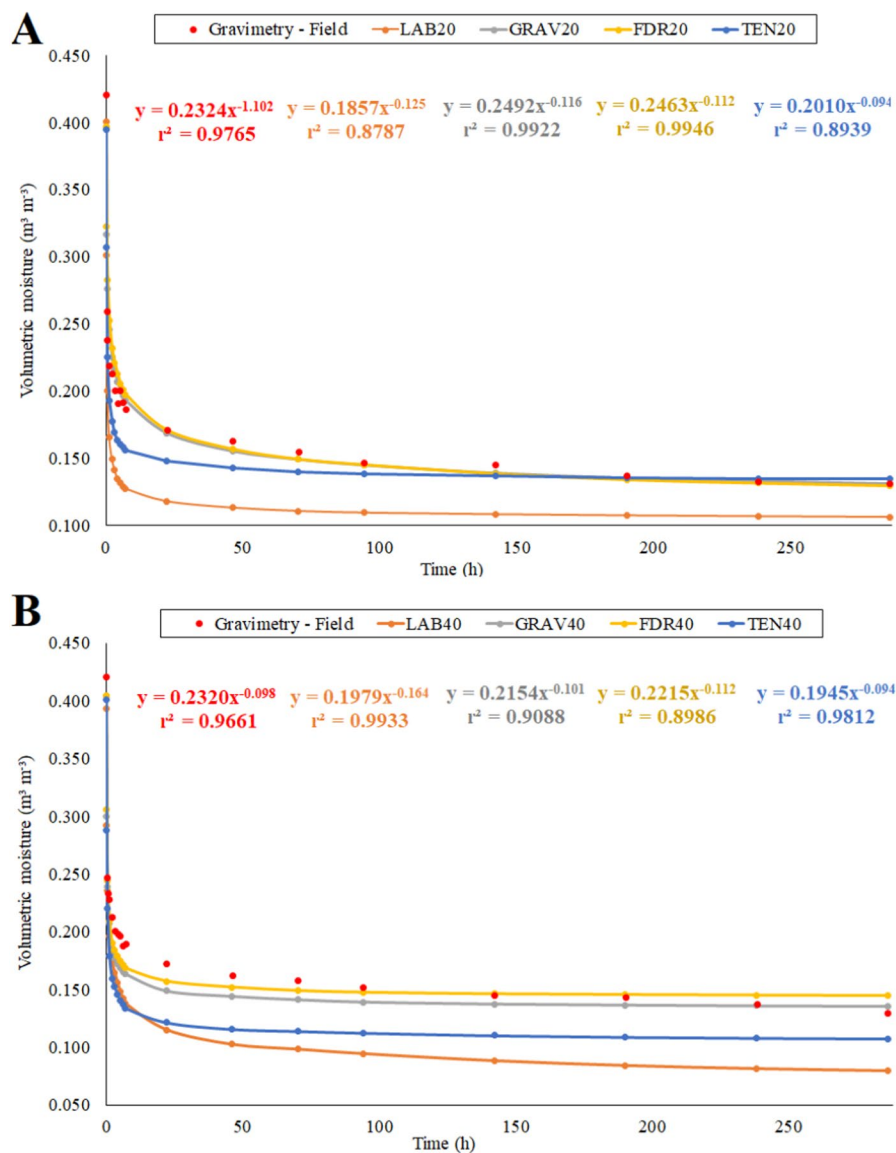 A
Gravimetry - Field LAB20 GRAV20 FDR20 TEN20
0.450
y = 0.2324x^-1.102 y = 0.1857x^-0.125 y = 0.2492x^-0.116 y = 0.2463x^-0.112 y = 0.2010x^-0.094
r² = 0.9765 r² = 0.8787 r² = 0.9922 r² = 0.9946 r² = 0.8939
0.400
0.350
0.300
0.250
0.200
0.150
0.100
Volumetric moisture (m³ m⁻³)
0 50 100 150 200 250
Time (h)
B
Gravimetry - Field LAB40 GRAV40 FDR40 TEN40
0.450
y = 0.2320x^-0.098 y = 0.1979x^-0.164 y = 0.2154x^-0.101 y = 0.2215x^-0.112 y = 0.1945x^-0.094
r² = 0.9661 r² = 0.9933 r² = 0.9088 r² = 0.8986 r² = 0.9812
0.400
0.350
0.300
0.250
0.200
0.150
0.100
0.050
Volumetric moisture (m³ m⁻³)
0 50 100 150 200 250
Time (h)